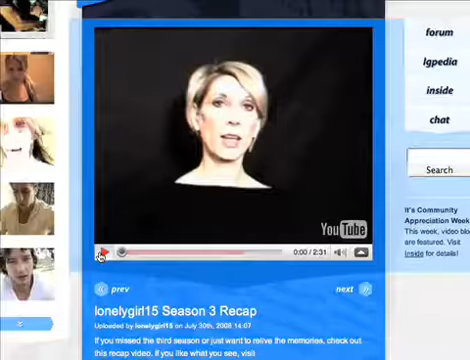 forum
lgpedia
inside
chat
Search
YouTube
0:00 / 2:31
It's Community
Appreciation Week
This week, video blo
are featured. Visit
Inside for details!
prev
next
lonelygirl15 Season 3 Recap
Uploaded by lonelygirl15 on July 30th, 2008 14:07
If you missed the third season or just want to relive the memories, check out
this recap video. If you like what you see, visit